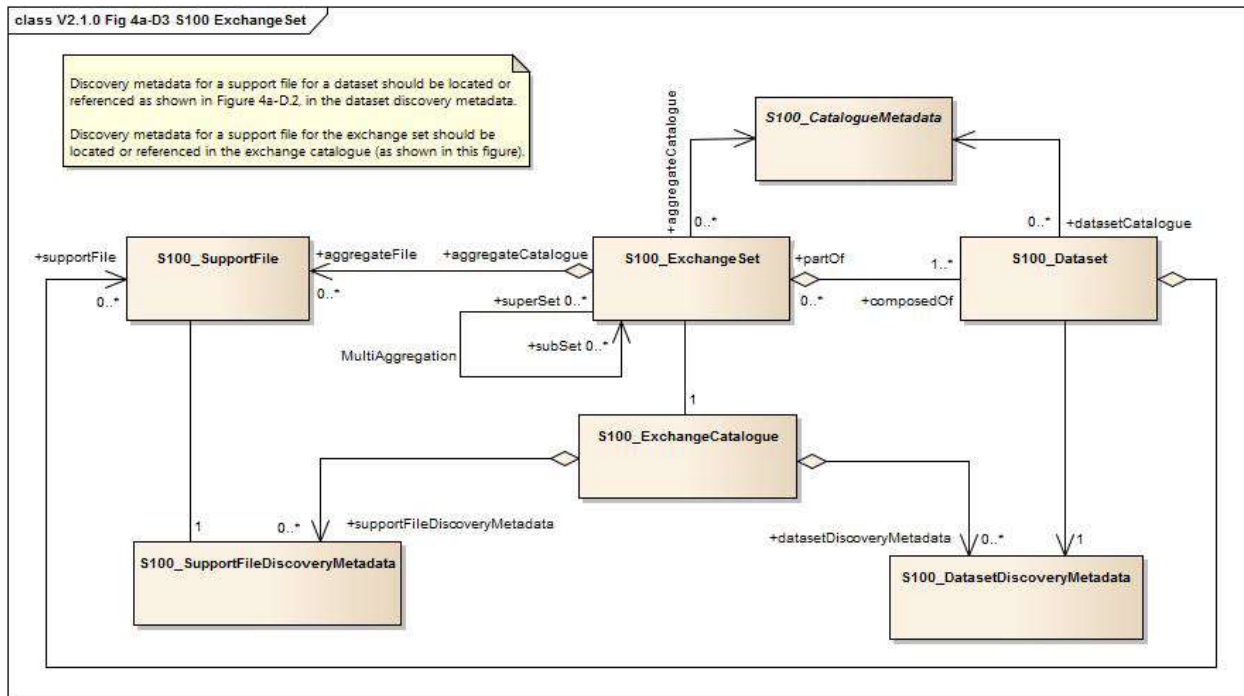 class V2.1.0 Fig 4a-D3 S100 ExchangeSet
Discovery metadata for a support file for a dataset should be located or
referenced as shown in Figure 4a-D.2, in the dataset discovery metadata.
Discovery metadata for a support file for the exchange set should be
located or referenced in the exchange catalogue (as shown in this figure).
S100_CatalogueMetadata
+aggregateCatalogue
0..*
0..*
+datasetCatalogue
+supportFile
0..*
S100_SupportFile
+aggregateFile
0..*
+aggregateCatalogue
S100_ExchangeSet
+partOf
0..*
1..*
+composedOf
S100_Dataset
+superSet 0..*
+subSet 0..*
MultiAggregation
1
S100_ExchangeCatalogue
1
0..*
+supportFileDiscoveryMetadata
+datasetDiscoveryMetadata
0..*
1
S100_SupportFileDiscoveryMetadata
S100_DatasetDiscoveryMetadata